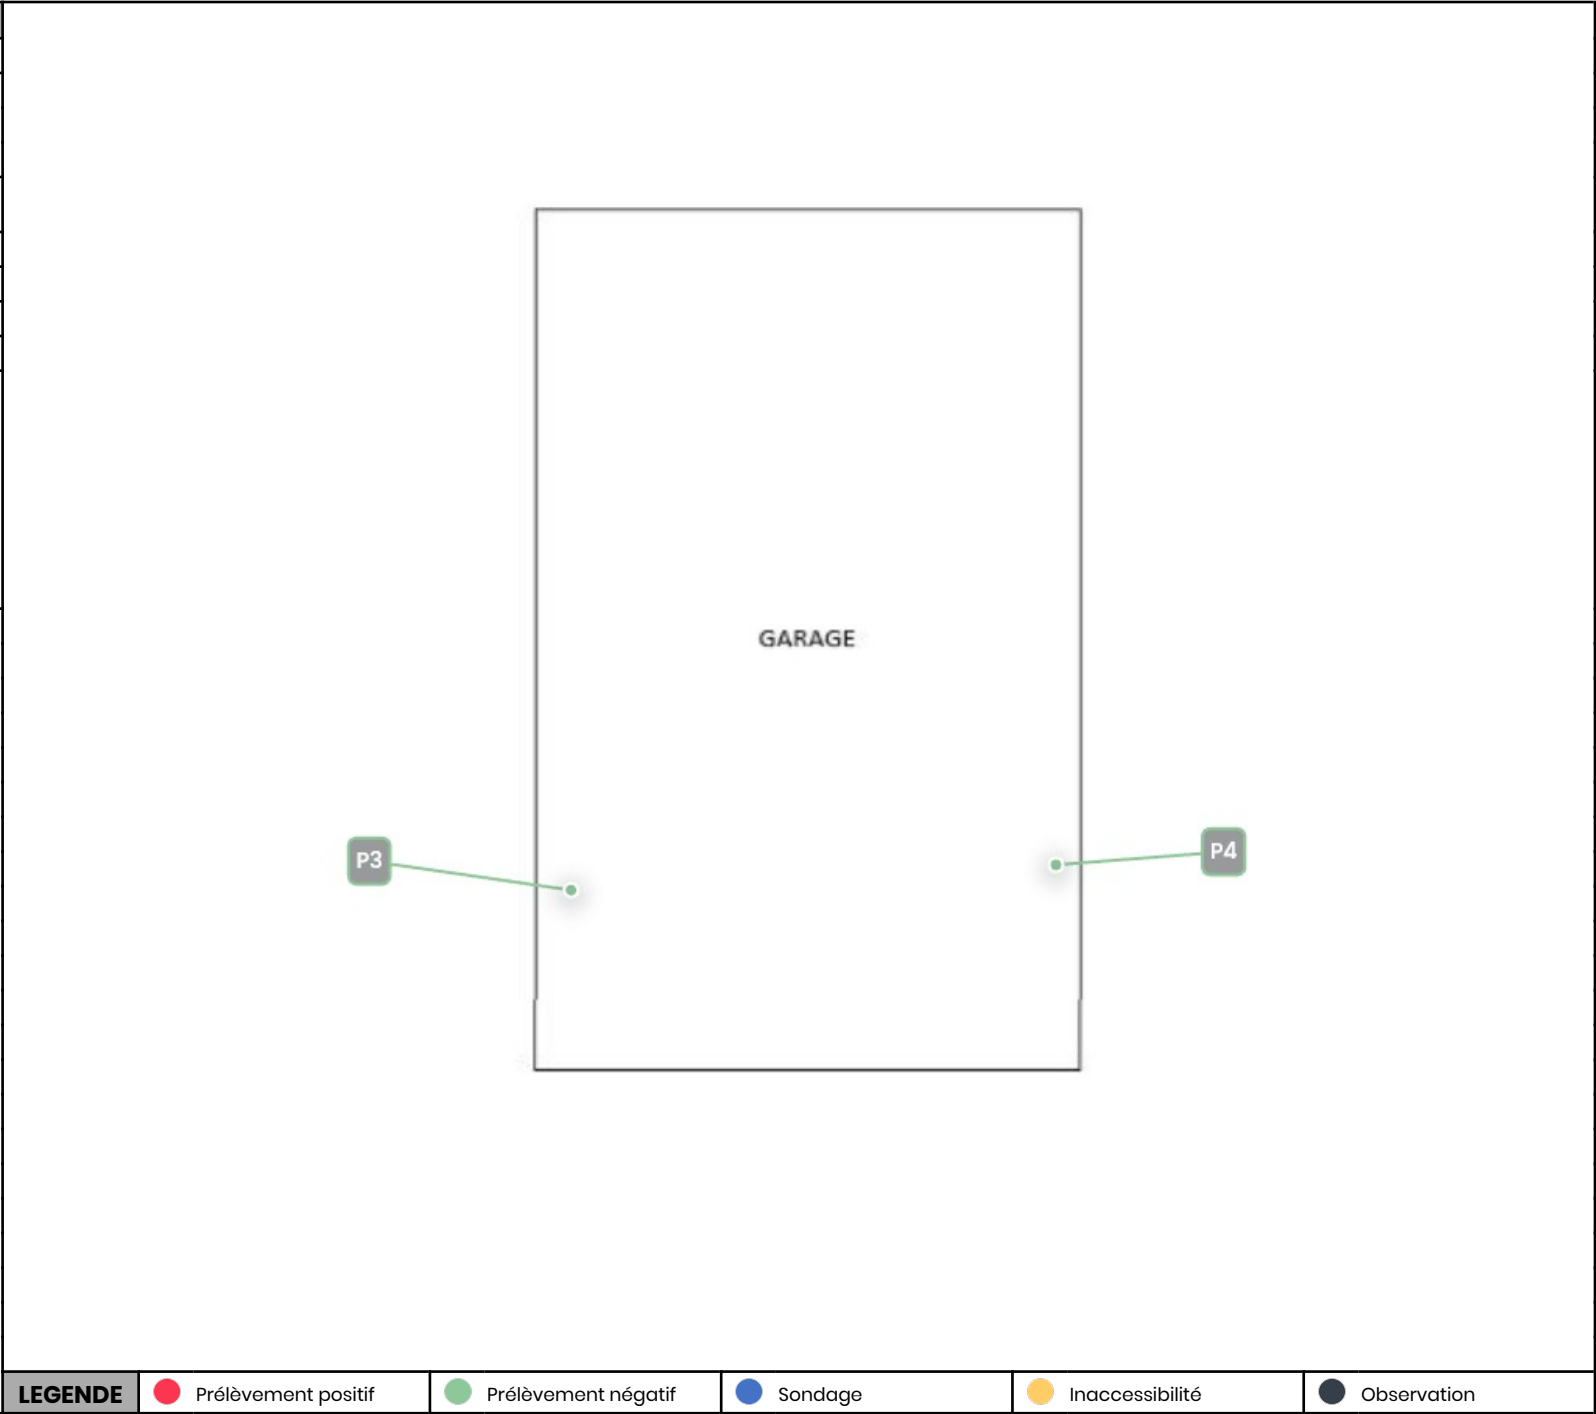 GARAGE
P3
P4
LEGENDE
Prélèvement positif
Prélèvement négatif
Sondage
Inaccessibilité
Observation